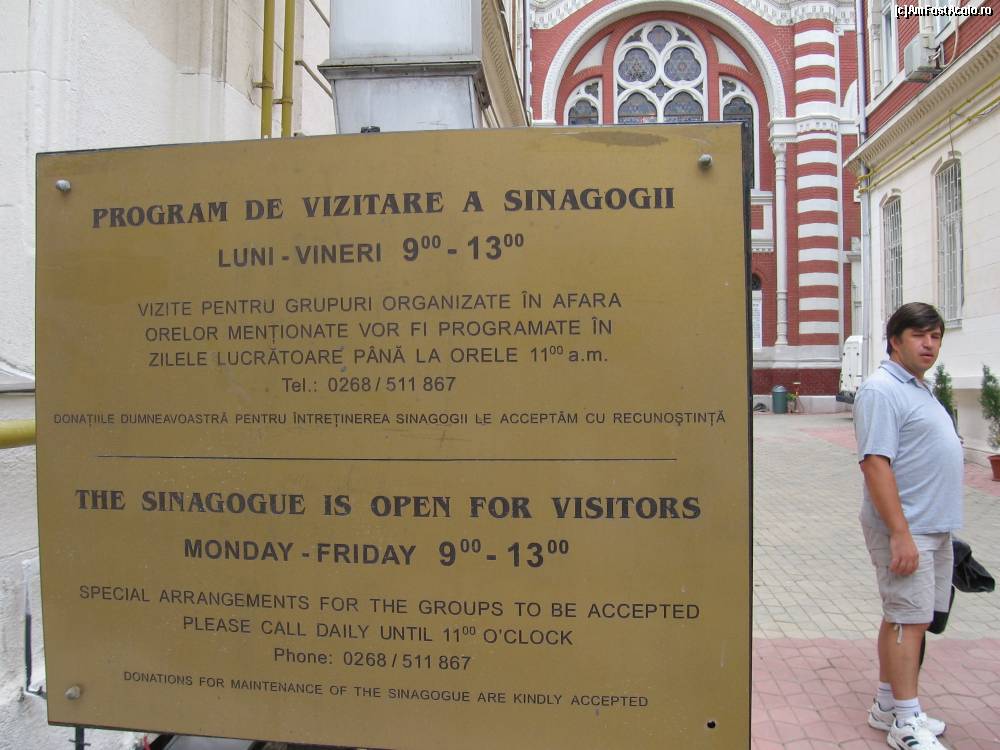 (c)AmFostAcolo.ro
PROGRAM DE VIZITARE A SINAGOGII
LUNI - VINERI 9⁰⁰ - 13⁰⁰
VIZITE PENTRU GRUPURI ORGANIZATE ÎN AFARA
ORELOR MENȚIONATE VOR FI PROGRAMATE ÎN
ZILELE LUCRĂTOARE PÂNĂ LA ORELE 11⁰⁰ a.m.
Tel.: 0268 / 511 867
DONAȚIILE DUMNEAVOASTRĂ PENTRU ÎNTREȚINEREA SINAGOGII LE ACCEPTĂM CU RECUNOȘTINȚĂ
THE SINAGOGUE IS OPEN FOR VISITORS
MONDAY - FRIDAY 9⁰⁰ - 13⁰⁰
SPECIAL ARRANGEMENTS FOR THE GROUPS TO BE ACCEPTED
PLEASE CALL DAILY UNTIL 11⁰⁰ O'CLOCK
Phone: 0268 / 511 867
DONATIONS FOR MAINTENANCE OF THE SINAGOGUE ARE KINDLY ACCEPTED